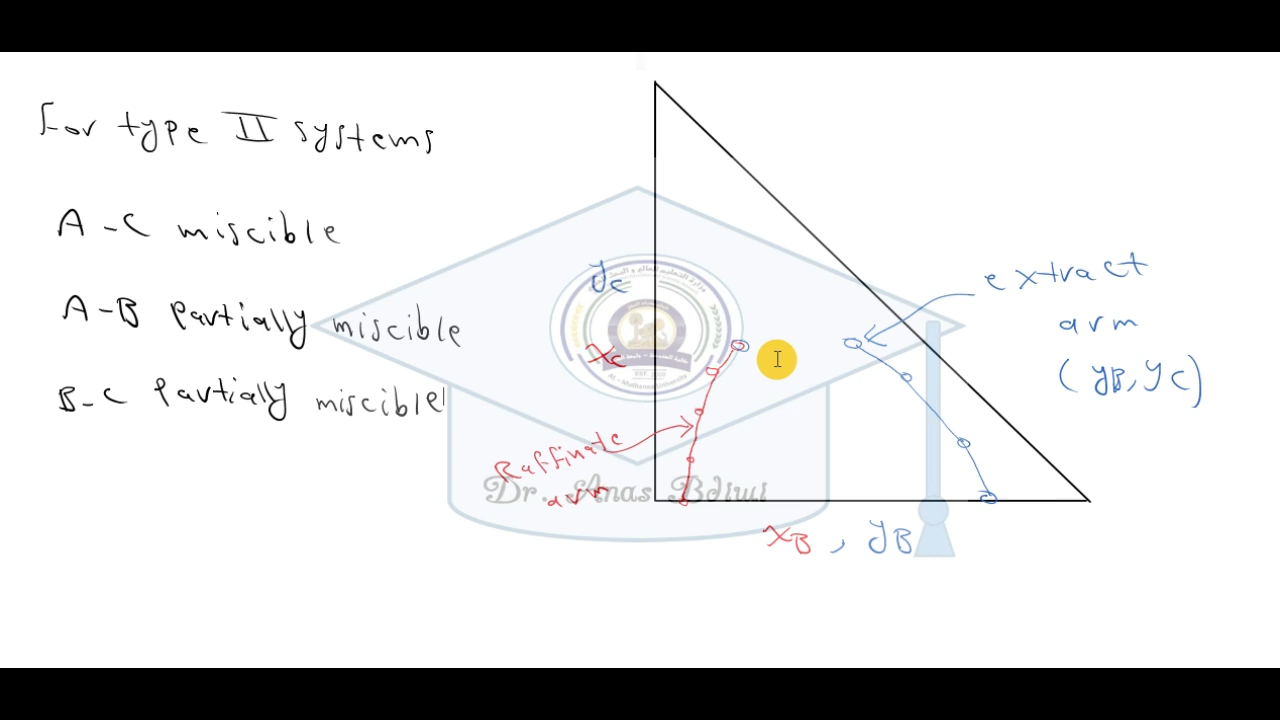 For type II systems
A-C miscible
A-B Partially miscible
B-C Partially miscible
yc
xc
extract
arm
(yB, yc)
Raffinate
arm
Dr. Anas Bdiwi
xB, yB